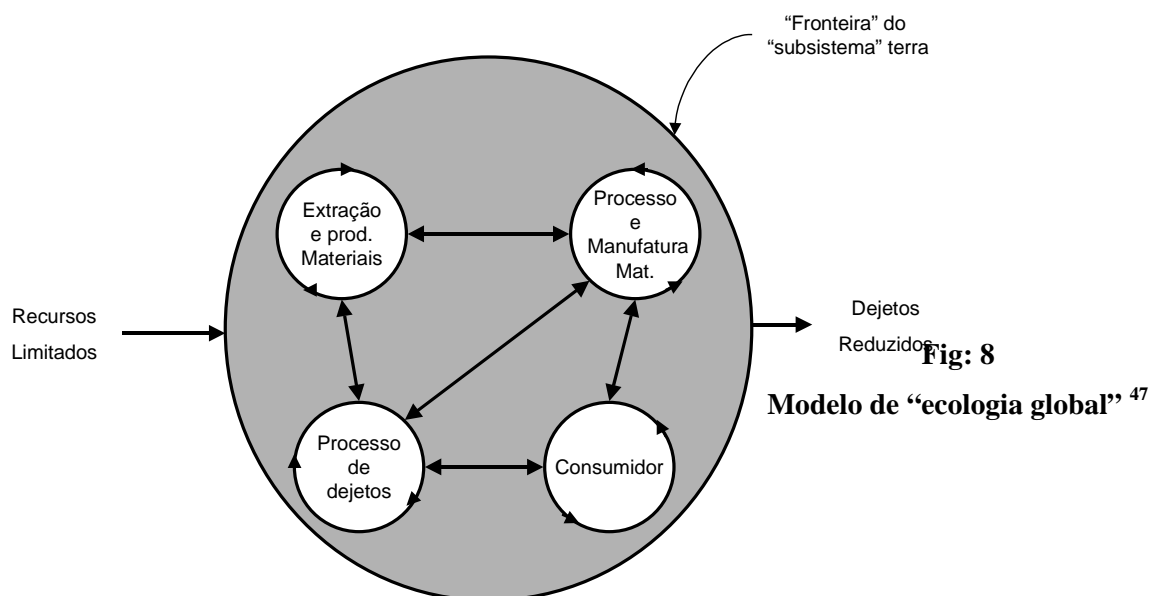 “Fronteira” do
“subsistema” terra
Extração
e prod.
Materiais
Processo
e
Manufatura
Mat.
Recursos
Limitados
Dejetos
Reduzidos
Fig: 8
Modelo de “ecologia global” 47
Processo
de
dejetos
Consumidor